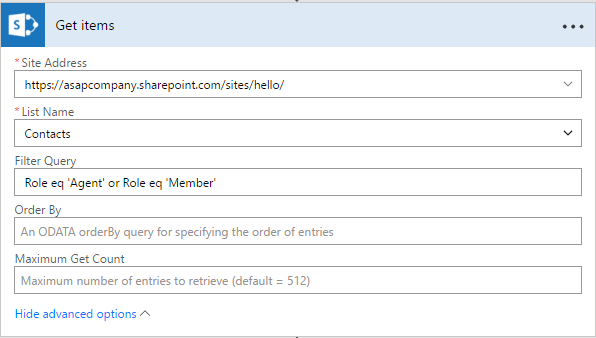 Get items
* Site Address
https://asapcompany.sharepoint.com/sites/hello/
* List Name
Contacts
Filter Query
Role eq 'Agent' or Role eq 'Member'
Order By
An ODATA orderBy query for specifying the order of entries
Maximum Get Count
Maximum number of entries to retrieve (default = 512)
Hide advanced options